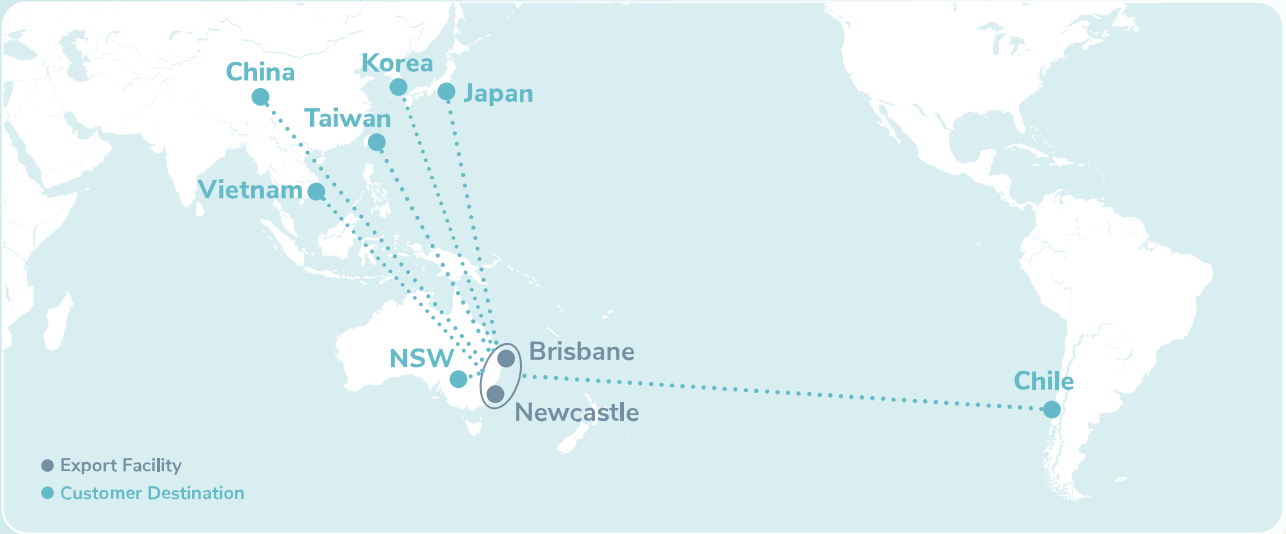 Korea
China
Japan
Taiwan
Vietnam
Brisbane
NSW
Chile
Newcastle
Export Facility
Customer Destination